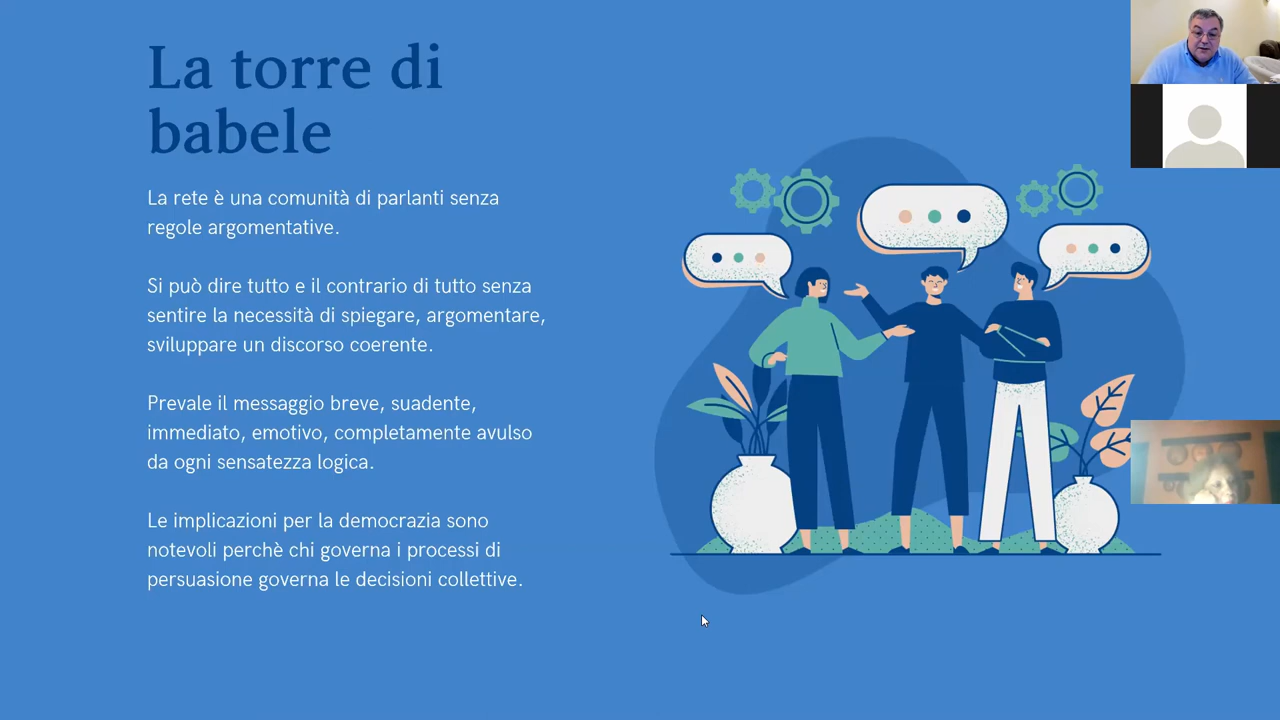 La torre di
babele
La rete è una comunità di parlanti senza
regole argomentative.
Si può dire tutto e il contrario di tutto senza
sentire la necessità di spiegare, argomentare,
sviluppare un discorso coerente.
Prevale il messaggio breve, suadente,
immediato, emotivo, completamente avulso
da ogni sensatezza logica.
Le implicazioni per la democrazia sono
notevoli perchè chi governa i processi di
persuasione governa le decisioni collettive.